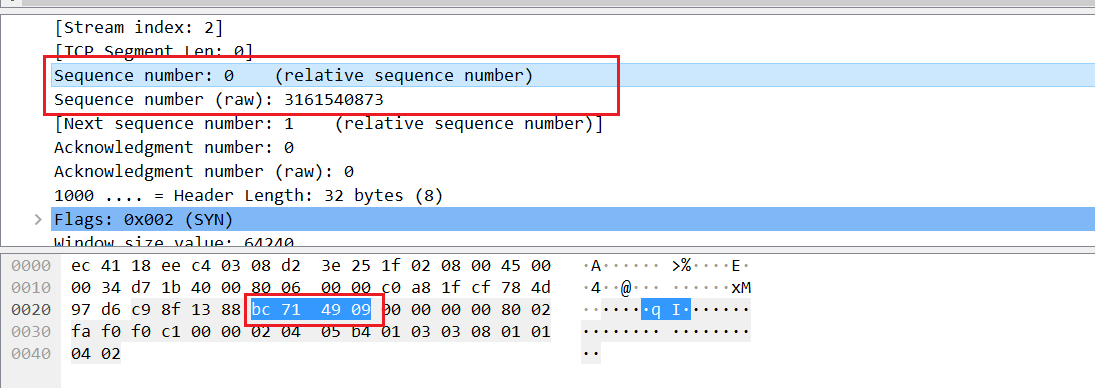 [Stream index: 2]
[TCP Segment Len: 0]
Sequence number: 0    (relative sequence number)
Sequence number (raw): 3161540873
[Next sequence number: 1    (relative sequence number)]
Acknowledgment number: 0
Acknowledgment number (raw): 0
1000 .... = Header Length: 32 bytes (8)
Flags: 0x002 (SYN)
Window size value: 64240
0000  ec 41 18 ee c4 03 08 d2  3e 25 1f 02 08 00 45 00  ·A······ >%····E·
0010  00 34 d7 1b 40 00 80 06  00 00 c0 a8 1f cf 78 4d  ·4··@··· ······xM
0020  97 d6 c9 8f 13 88 bc 71  49 09 00 00 00 00 80 02  ·······q I·······
0030  fa f0 f0 c1 00 00 02 04  05 b4 01 03 03 08 01 01  ········ ········
0040  04 02  ··